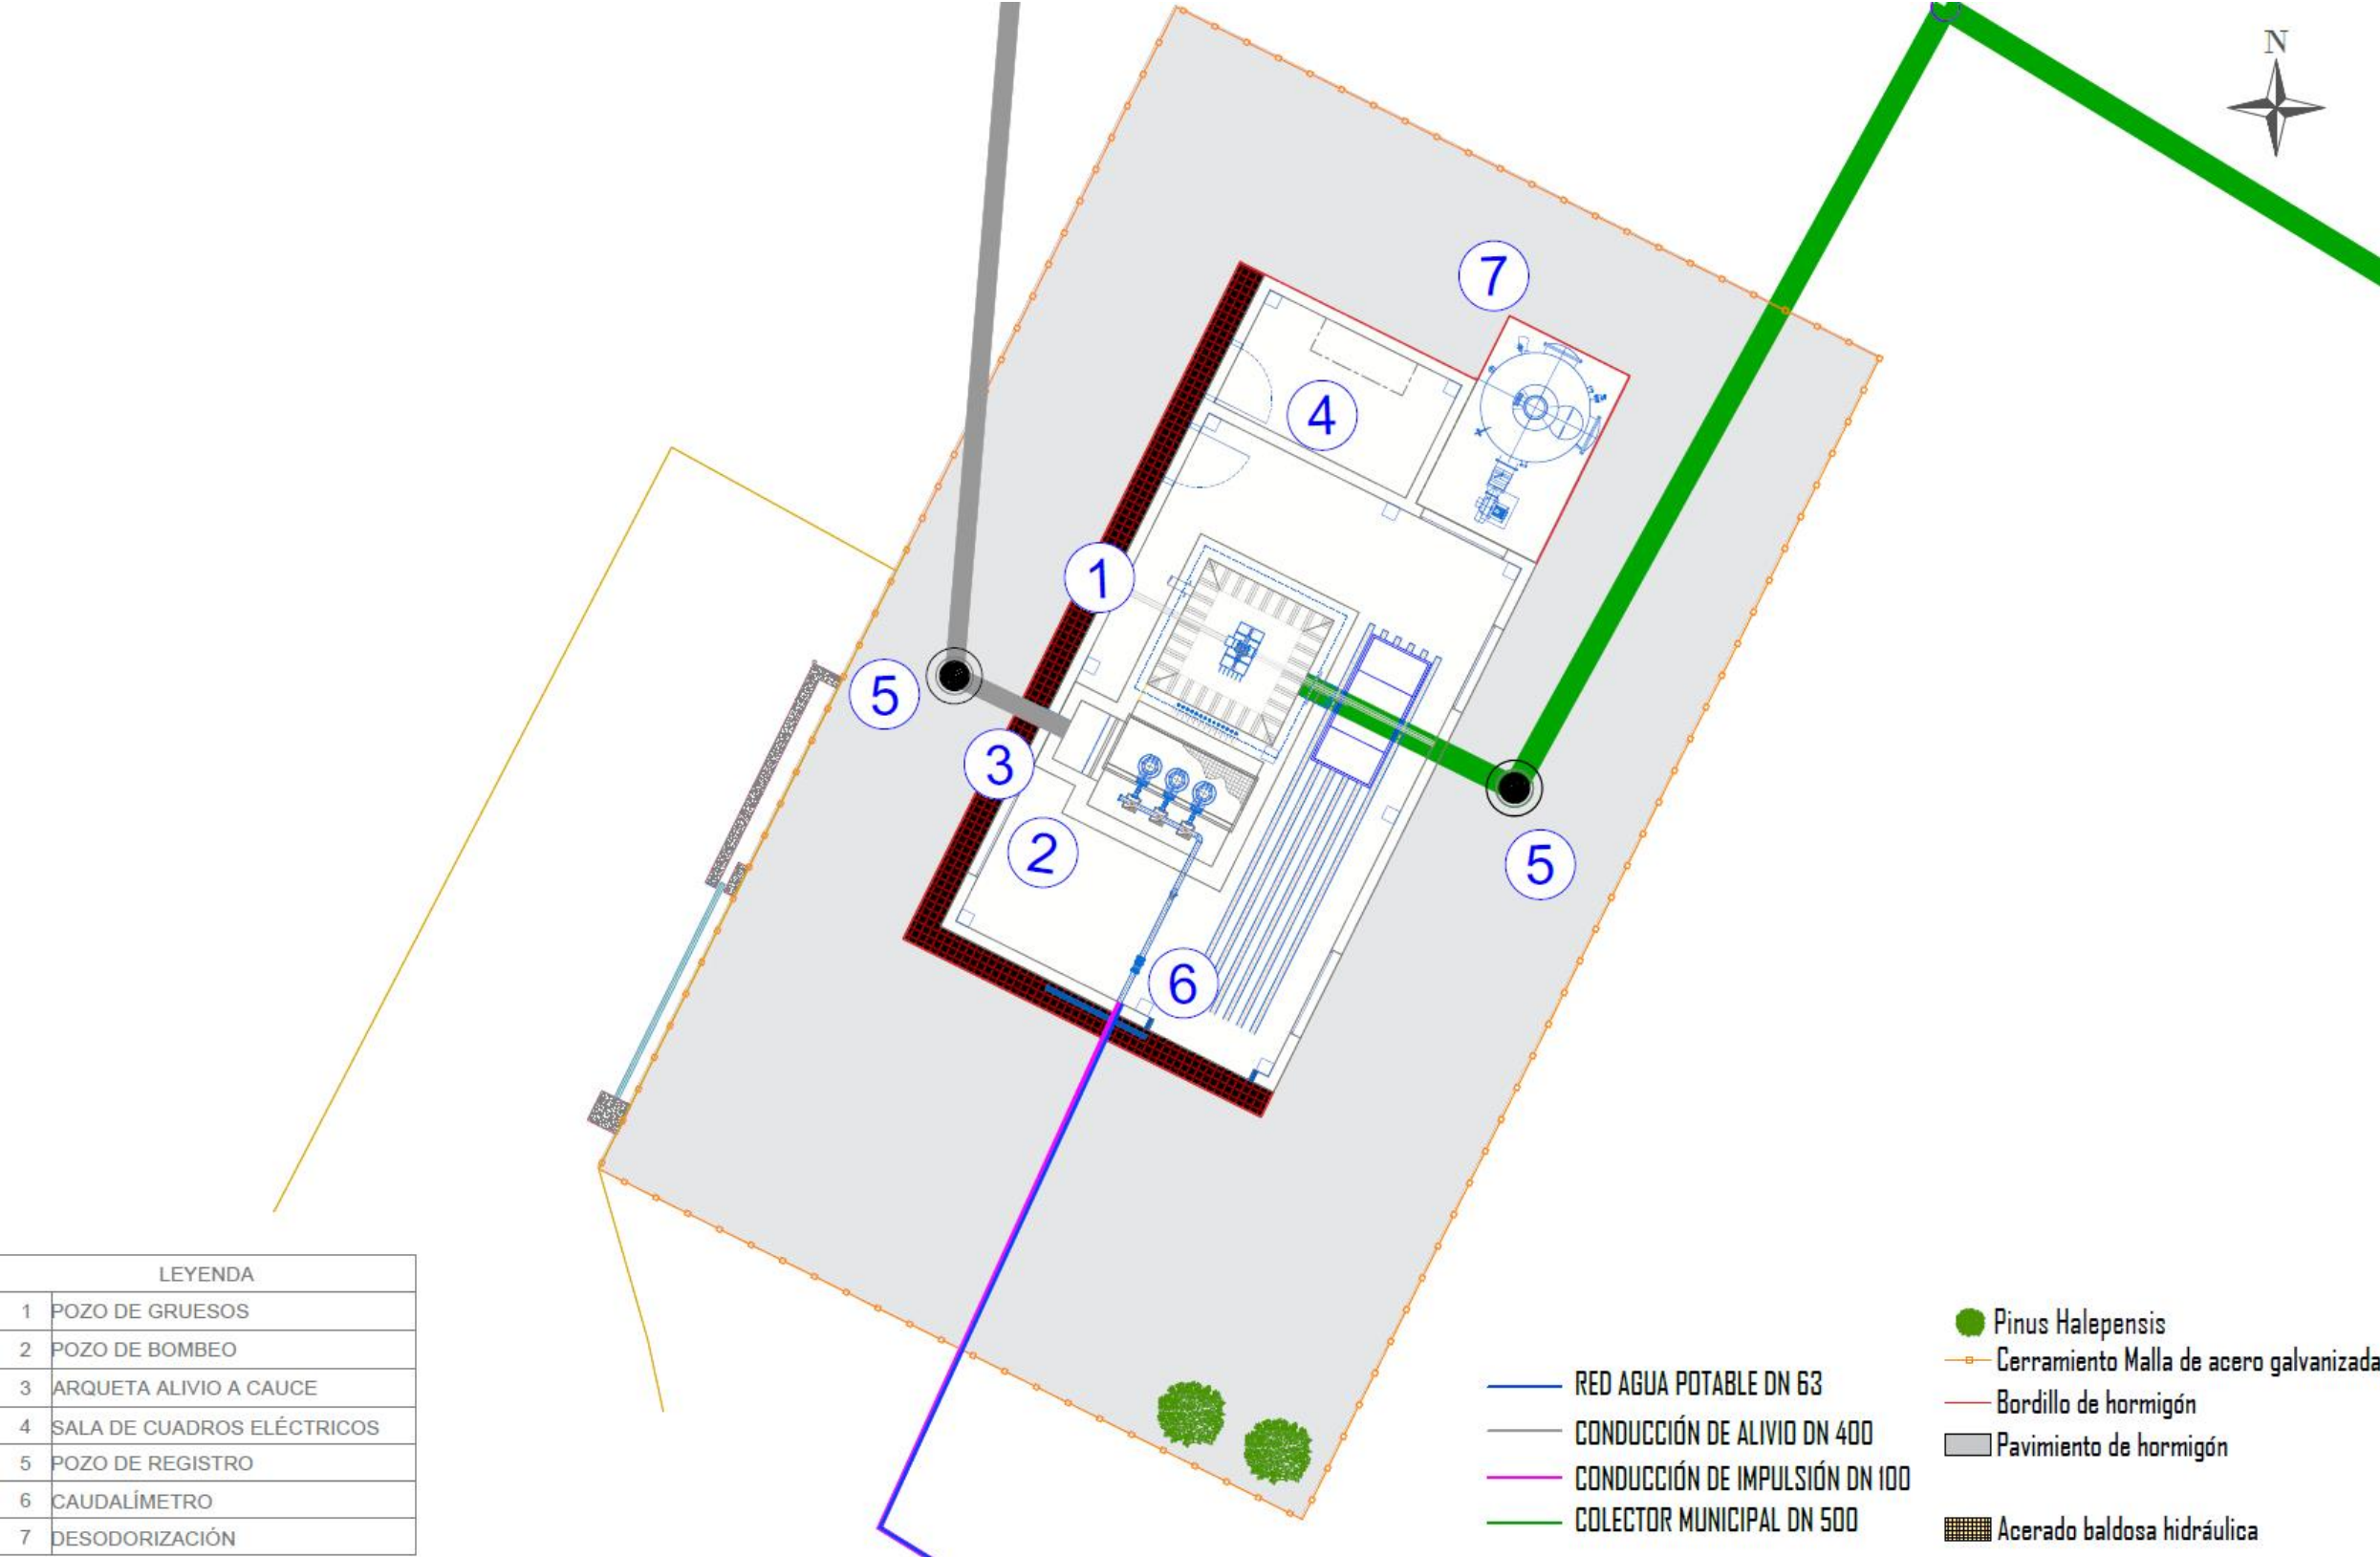 N
7
4
1
5
3
2
5
6
LEYENDA
1 POZO DE GRUESOS
2 POZO DE BOMBEO
3 ARQUETA ALIVIO A CAUCE
4 SALA DE CUADROS ELÉCTRICOS
5 POZO DE REGISTRO
6 CAUDALÍMETRO
7 DESODORIZACIÓN
RED AGUA POTABLE DN 63
CONDUCCIÓN DE ALIVIO DN 400
CONDUCCIÓN DE IMPULSIÓN DN 100
COLECTOR MUNICIPAL DN 500
Pinus Halepensis
Cerramiento Malla de acero galvanizada
Bordillo de hormigón
Pavimiento de hormigón
Acerado baldosa hidráulica